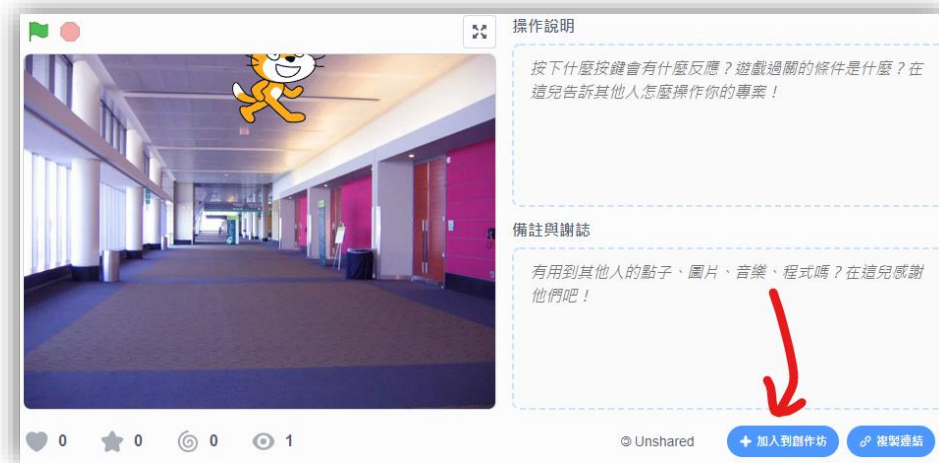 操作說明
按下什麼按鍵會有什麼反應？遊戲過關的條件是什麼？在
這兒告訴其他人怎麼操作你的專案！
備註與謝誌
有用到其他人的點子、圖片、音樂、程式嗎？在這兒感謝
他們吧！
0 0 0 1
Unshared
加入到創作坊
複製連結